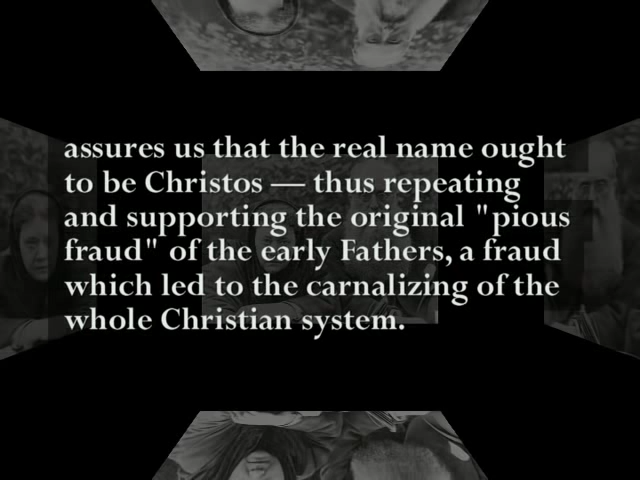 assures us that the real name ought
to be Christos — thus repeating
and supporting the original "pious
fraud" of the early Fathers, a fraud
which led to the carnalizing of the
whole Christian system.